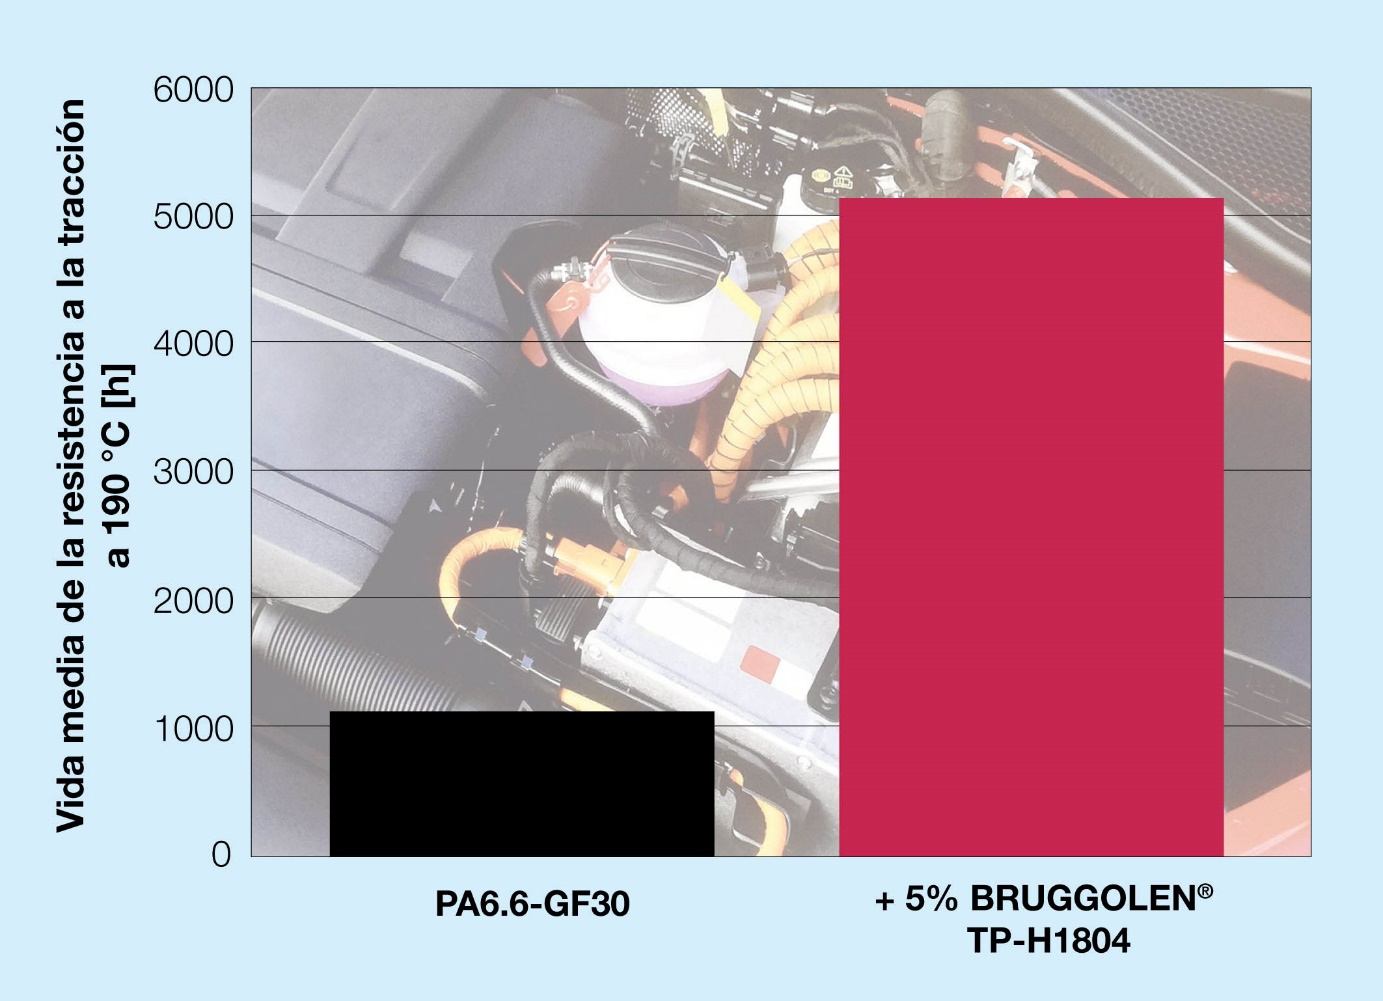 Vida media de la resistencia a la tracción
a 190 °C [h]
6000
5000
4000
3000
2000
1000
0
PA6.6-GF30
+ 5% BRUGGOLEN®
TP-H1804